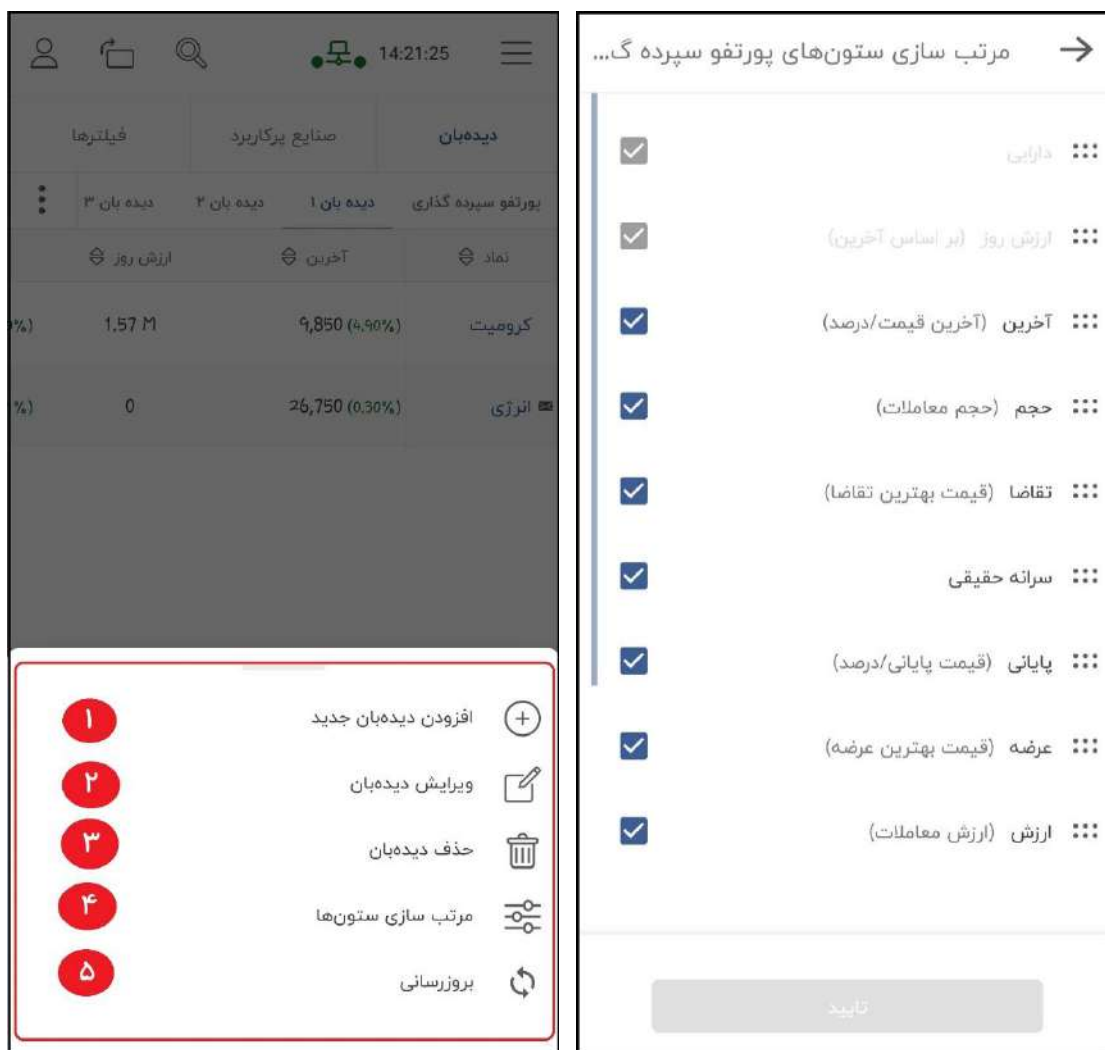 14:21:25
دیده‌بان صنایع پرکاربرد فیلترها
پورتفو سپرده گذاری دیده بان ۱ دیده بان ۲ دیده بان ۳
نماد آخرین ارزش روز
کرومیت 9,850 (4.90%) 1.57 M %)
انرژی 26,750 (0.30%) 0 %)
افزودن دیده‌بان جدید ۱
ویرایش دیده‌بان ۲
حذف دیده‌بان ۳
مرتب سازی ستون‌ها ۴
بروزرسانی ۵
مرتب سازی ستون‌های پورتفو سپرده گ...
دارایی
ارزش روز (بر اساس آخرین)
آخرین (آخرین قیمت/درصد)
حجم (حجم معاملات)
تقاضا (قیمت بهترین تقاضا)
سرانه حقیقی
پایانی (قیمت پایانی/درصد)
عرضه (قیمت بهترین عرضه)
ارزش (ارزش معاملات)
تایید